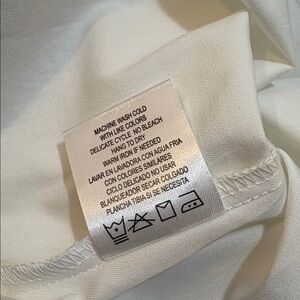 MACHINE WASH COLD
WITH LIKE COLORS
DELICATE CYCLE NO BLEACH
HANG TO DRY
WARM IRON IF NEEDED
LAVAR EN LAVADORA CON AGUA FRIA
CON COLORES SIMILARES
CICLO DELICADO NO USAR
BLANQUEADOR SECAR COLGADO
PLANCHA TIBIA SI SE NECESITA